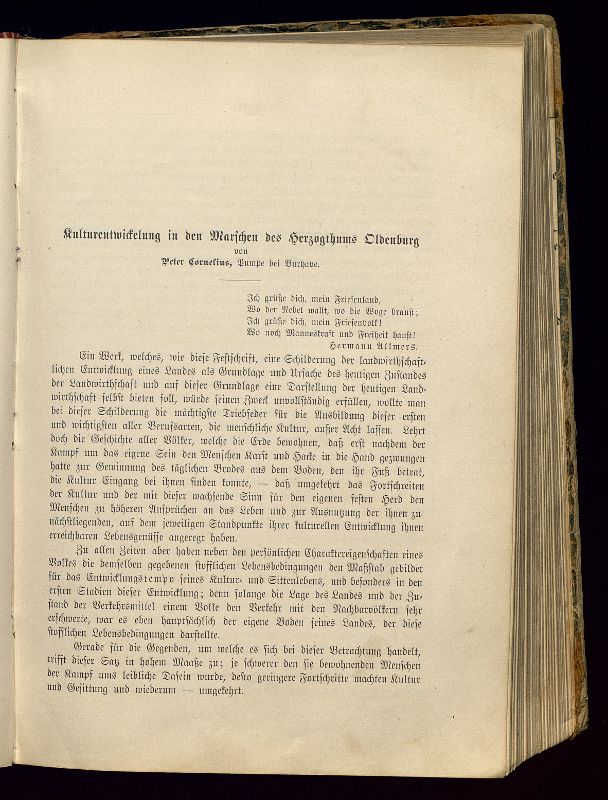 Kulturentwickelung in den Marschen des Herzogthums Oldenburg
von
Peter Cornelius, Pumpe bei Burhave.
Ich grüße dich, mein Friesenland,
Wo der Nebel wallt, wo die Woge braust;
Ich grüße dich, mein Friesenvolk!
Wo noch Manneskraft und Freiheit haust!
Hermann Allmers.
Ein Werk, welches, wie diese Festschrift, eine Schilderung der landwirthschaft-
lichen Entwicklung eines Landes als Grundlage und Ursache des heutigen Zustandes
der Landwirthschaft und auf dieser Grundlage eine Darstellung der heutigen Land-
wirthschaft selbst bieten soll, würde seinen Zweck unvollständig erfüllen, wollte man
bei dieser Schilderung die mächtigste Triebfeder für die Ausbildung dieser ersten
und wichtigsten aller Berufsarten, die menschliche Kultur, außer Acht lassen. Lehrt
doch die Geschichte aller Völker, welche die Erde bewohnen, daß erst nachdem der
Kampf um das eigene Sein den Menschen Karst und Hacke in die Hand gezwungen
hatte zur Gewinnung des täglichen Brodes aus dem Boden, den ihr Fuß betrat,
die Kultur Eingang bei ihnen finden konnte, — daß umgekehrt das Fortschreiten
der Kultur und der mit dieser wachsende Sinn für den eigenen festen Herd den
Menschen zu höheren Ansprüchen an das Leben und zur Ausnutzung der ihnen zu-
nächstliegenden, auf dem jeweiligen Standpunkte ihrer kulturellen Entwicklung ihnen
erreichbaren Lebensgenüsse angeregt haben.
Zu allen Zeiten aber haben neben den persönlichen Charaktereigenschaften eines
Volkes die demselben gegebenen stofflichen Lebensbedingungen den Maßstab gebildet
für das Entwicklungstempo seines Kultur- und Sittenlebens, und besonders in den
ersten Stadien dieser Entwicklung; denn solange die Lage des Landes und der Zu-
stand der Verkehrsmittel einem Volke den Verkehr mit den Nachbarvölkern sehr
erschwerte, war es eben hauptsächlich der eigene Boden seines Landes, der diese
stofflichen Lebensbedingungen darstellte.
Gerade für die Gegenden, um welche es sich bei dieser Betrachtung handelt,
trifft dieser Satz in hohem Maaße zu; je schwerer den sie bewohnenden Menschen
der Kampf ums leibliche Dasein wurde, desto geringere Fortschritte machten Kultur
und Gesittung und wiederum — umgekehrt.